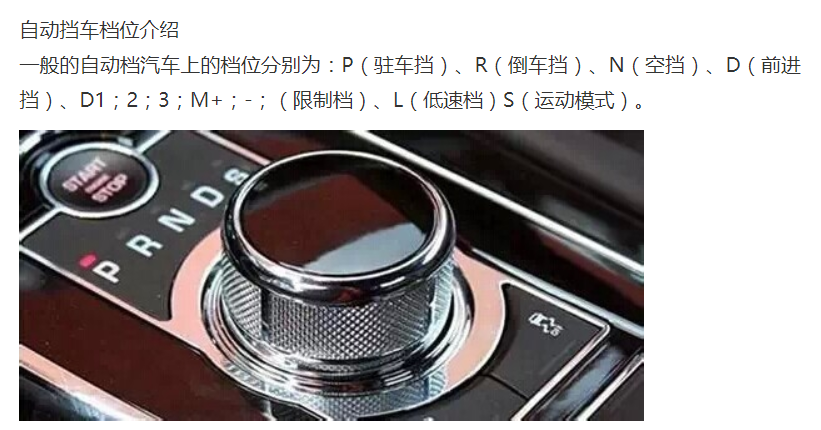 自动挡车档位介绍
一般的自动档汽车上的档位分别为：P（驻车挡）、R（倒车挡）、N（空挡）、D（前进
挡）、D1；2；3；M+；-；（限制档）、L（低速档）S（运动模式）。
START
STOP
P R N D S